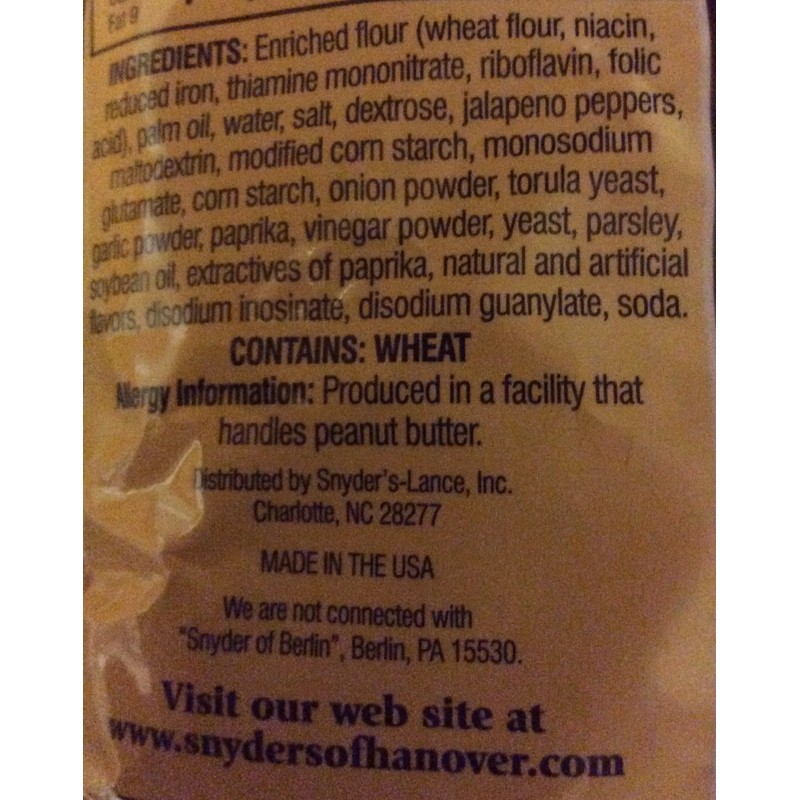 Fat 9
INGREDIENTS: Enriched flour (wheat flour, niacin,
reduced iron, thiamine mononitrate, riboflavin, folic
acid), palm oil, water, salt, dextrose, jalapeno peppers,
maltodextrin, modified corn starch, monosodium
glutamate, corn starch, onion powder, torula yeast,
garlic powder, paprika, vinegar powder, yeast, parsley,
soybean oil, extractives of paprika, natural and artificial
flavors, disodium inosinate, disodium guanylate, soda.
CONTAINS: WHEAT
Allergy Information: Produced in a facility that
handles peanut butter.
Distributed by Snyder's-Lance, Inc.
Charlotte, NC 28277
MADE IN THE USA
We are not connected with
"Snyder of Berlin", Berlin, PA 15530.
Visit our web site at
www.snydersofhanover.com